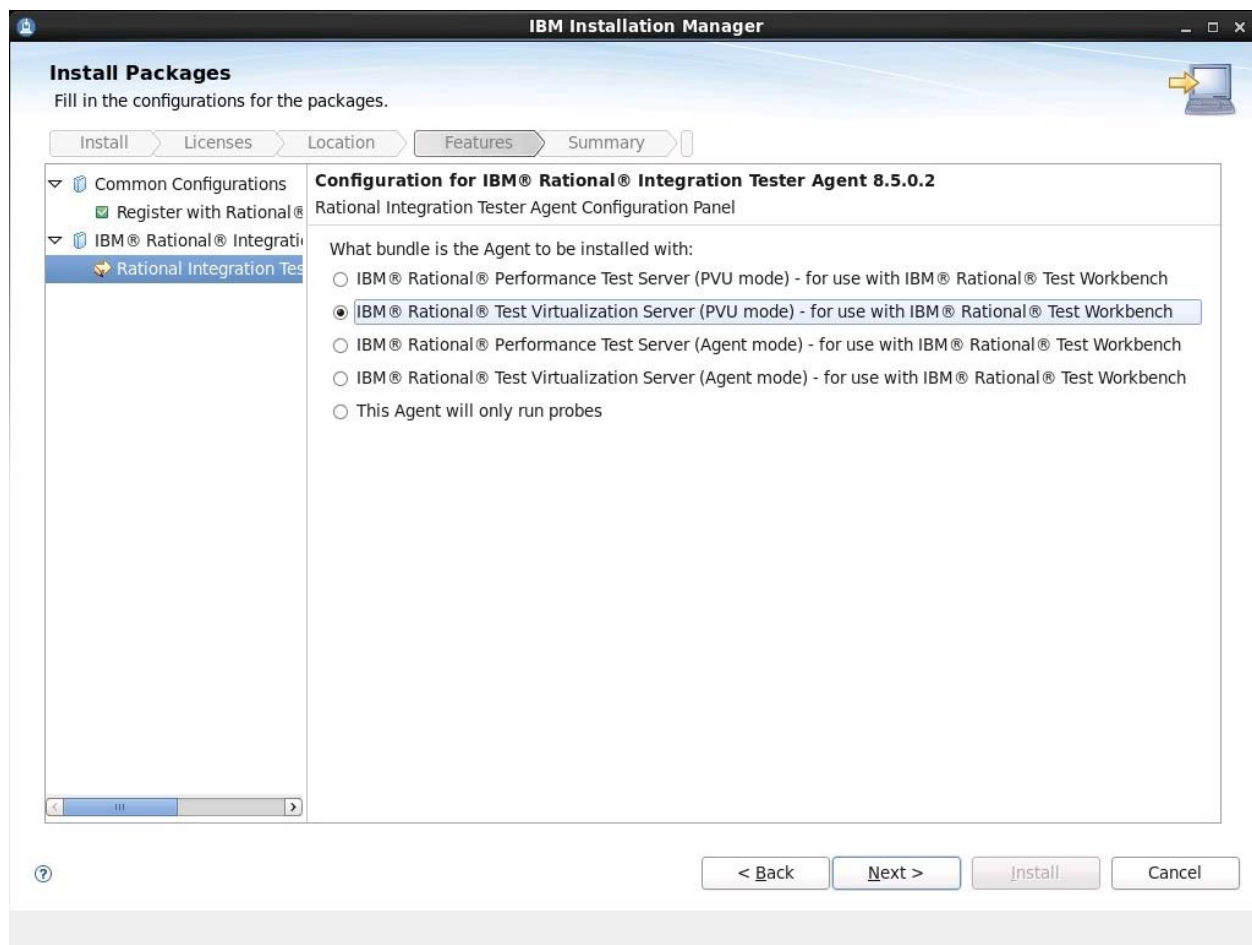 IBM Installation Manager
Install Packages
Fill in the configurations for the packages.
Install
Licenses
Location
Features
Summary
Common Configurations
Register with Rational®
IBM® Rational® Integrati
Rational Integration Tes
Configuration for IBM® Rational® Integration Tester Agent 8.5.0.2
Rational Integration Tester Agent Configuration Panel
What bundle is the Agent to be installed with:
IBM® Rational® Performance Test Server (PVU mode) - for use with IBM® Rational® Test Workbench
IBM® Rational® Test Virtualization Server (PVU mode) - for use with IBM® Rational® Test Workbench
IBM® Rational® Performance Test Server (Agent mode) - for use with IBM® Rational® Test Workbench
IBM® Rational® Test Virtualization Server (Agent mode) - for use with IBM® Rational® Test Workbench
This Agent will only run probes
?
< Back
Next >
Install
Cancel